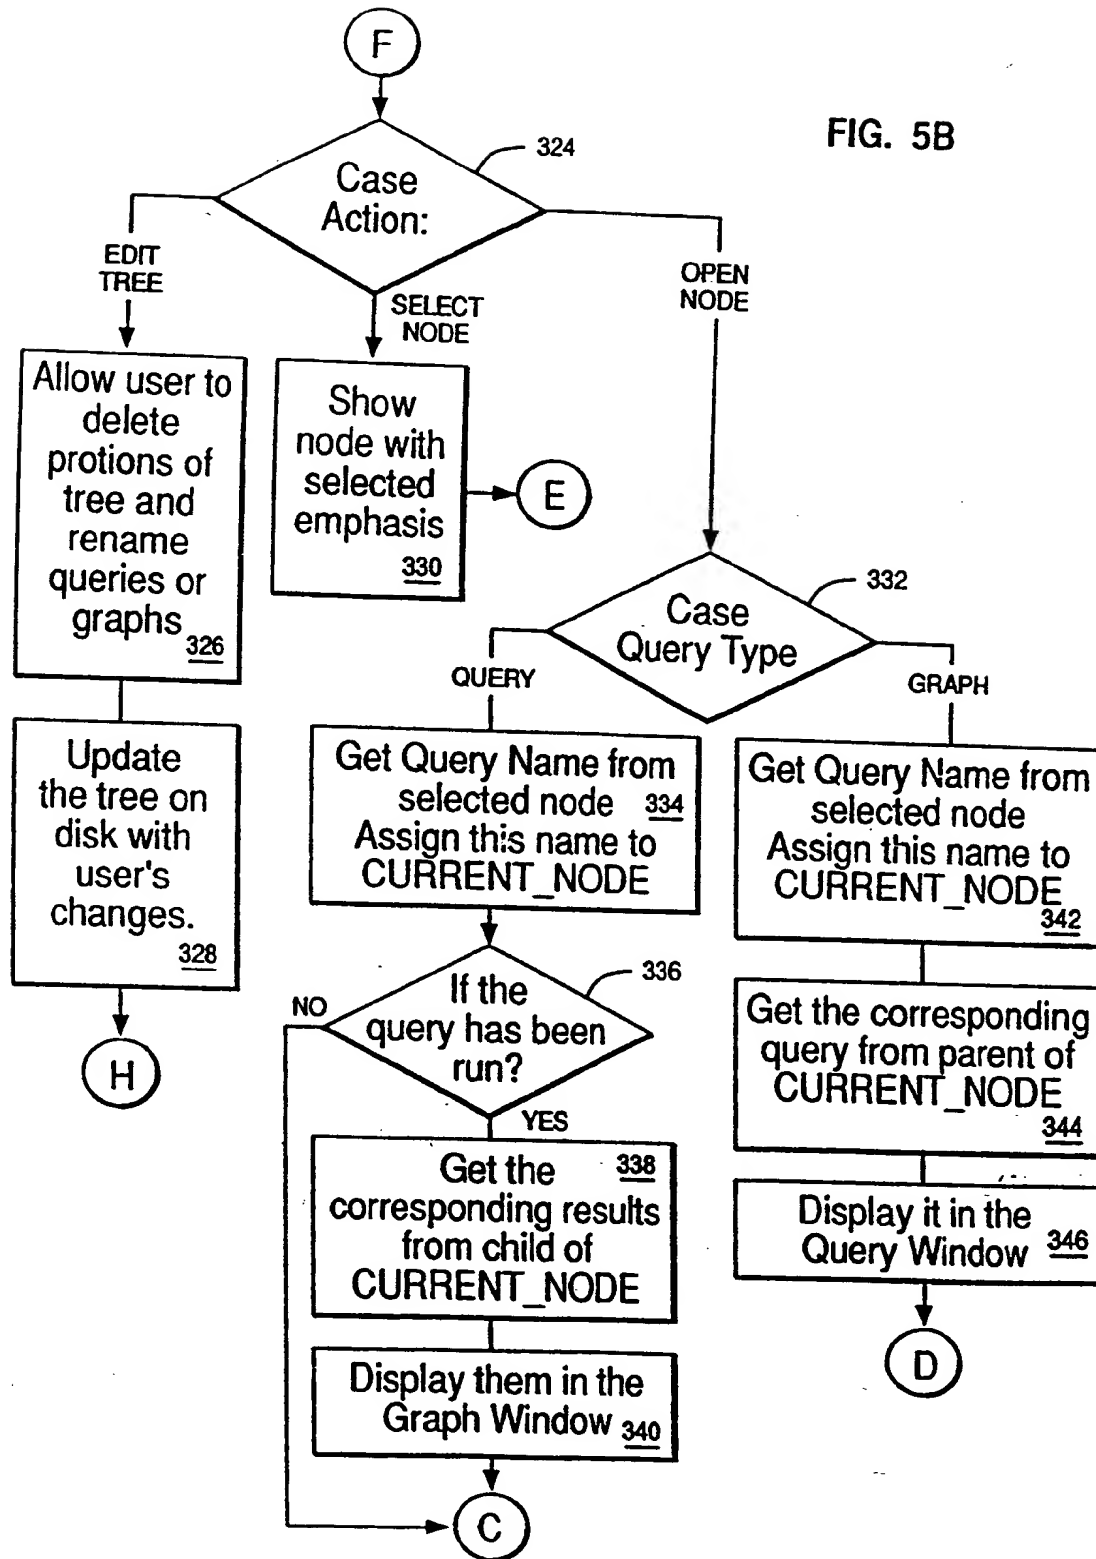 F
FIG. 5B
324
Case
Action:
EDIT
TREE
SELECT
NODE
OPEN
NODE
Allow user to
delete
protions of
tree and
rename
queries or
graphs 326
Show
node with
selected
emphasis
330
E
332
Case
Query Type
QUERY
GRAPH
Update
the tree on
disk with
user's
changes.
328
H
Get Query Name from
selected node 334
Assign this name to
CURRENT_NODE
Get Query Name from
selected node
Assign this name to
CURRENT_NODE
342
336
NO
If the
query has been
run?
YES
Get the corresponding
query from parent of
CURRENT_NODE
344
Get the 338
corresponding results
from child of
CURRENT_NODE
Display it in the
Query Window 346
D
Display them in the
Graph Window 340
C